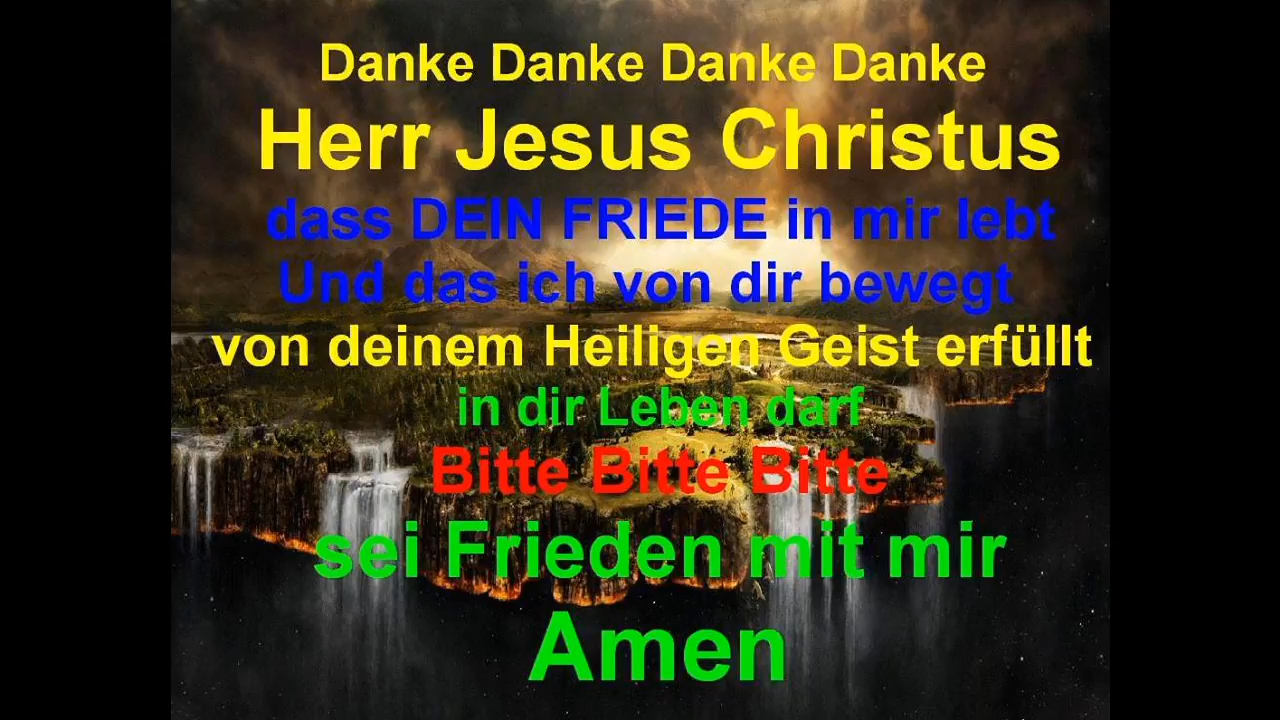 Danke Danke Danke Danke
Herr Jesus Christus
dass DEIN FRIEDE in mir lebt
Und das ich von dir bewegt
von deinem Heiligen Geist erfüllt
in dir Leben darf
Bitte Bitte Bitte
sei Frieden mit mir
Amen